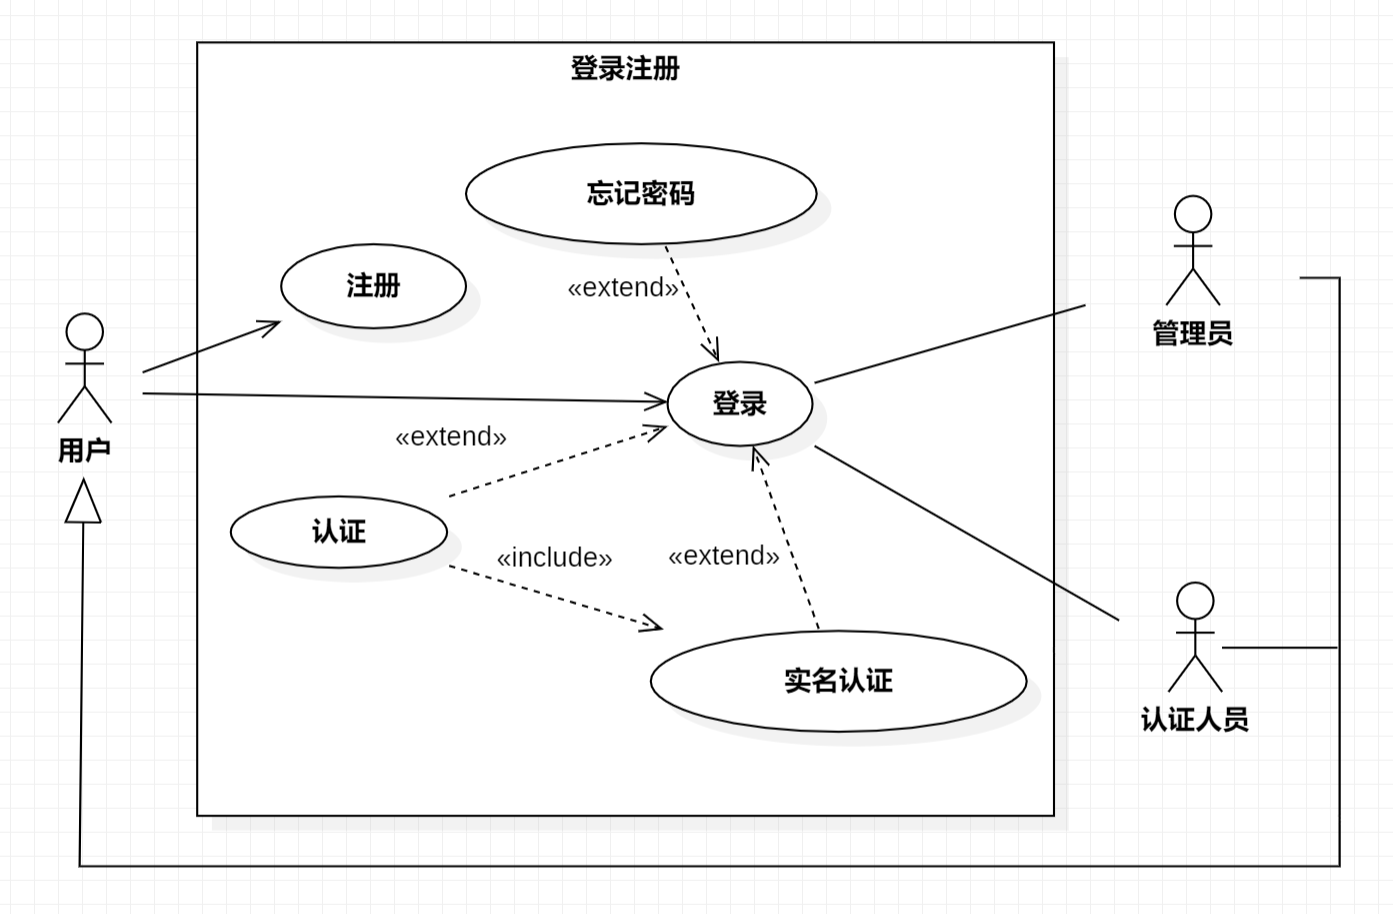 登录注册
忘记密码
注册
«extend»
管理员
登录
用户
«extend»
认证
«include»
«extend»
实名认证
认证人员